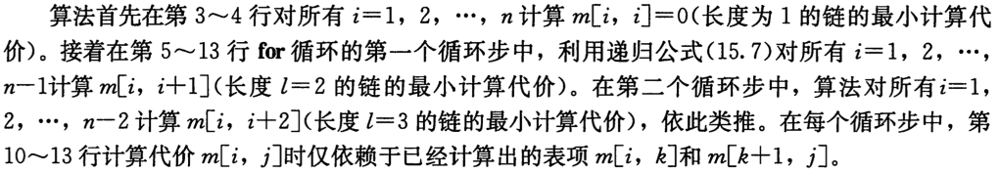 算法首先在第 3～4 行对所有 i=1，2，…，n 计算 m[i，i]=0(长度为 1 的链的最小计算代
价)。接着在第 5～13 行 for 循环的第一个循环步中，利用递归公式(15.7)对所有 i=1，2，…，
n-1计算 m[i，i+1](长度 l=2 的链的最小计算代价)。在第二个循环步中，算法对所有i=1，
2，…，n-2 计算 m[i，i+2](长度 l=3 的链的最小计算代价)，依此类推。在每个循环步中，第
10～13 行计算代价 m[i，j]时仅依赖于已经计算出的表项 m[i，k]和 m[k+1，j]。